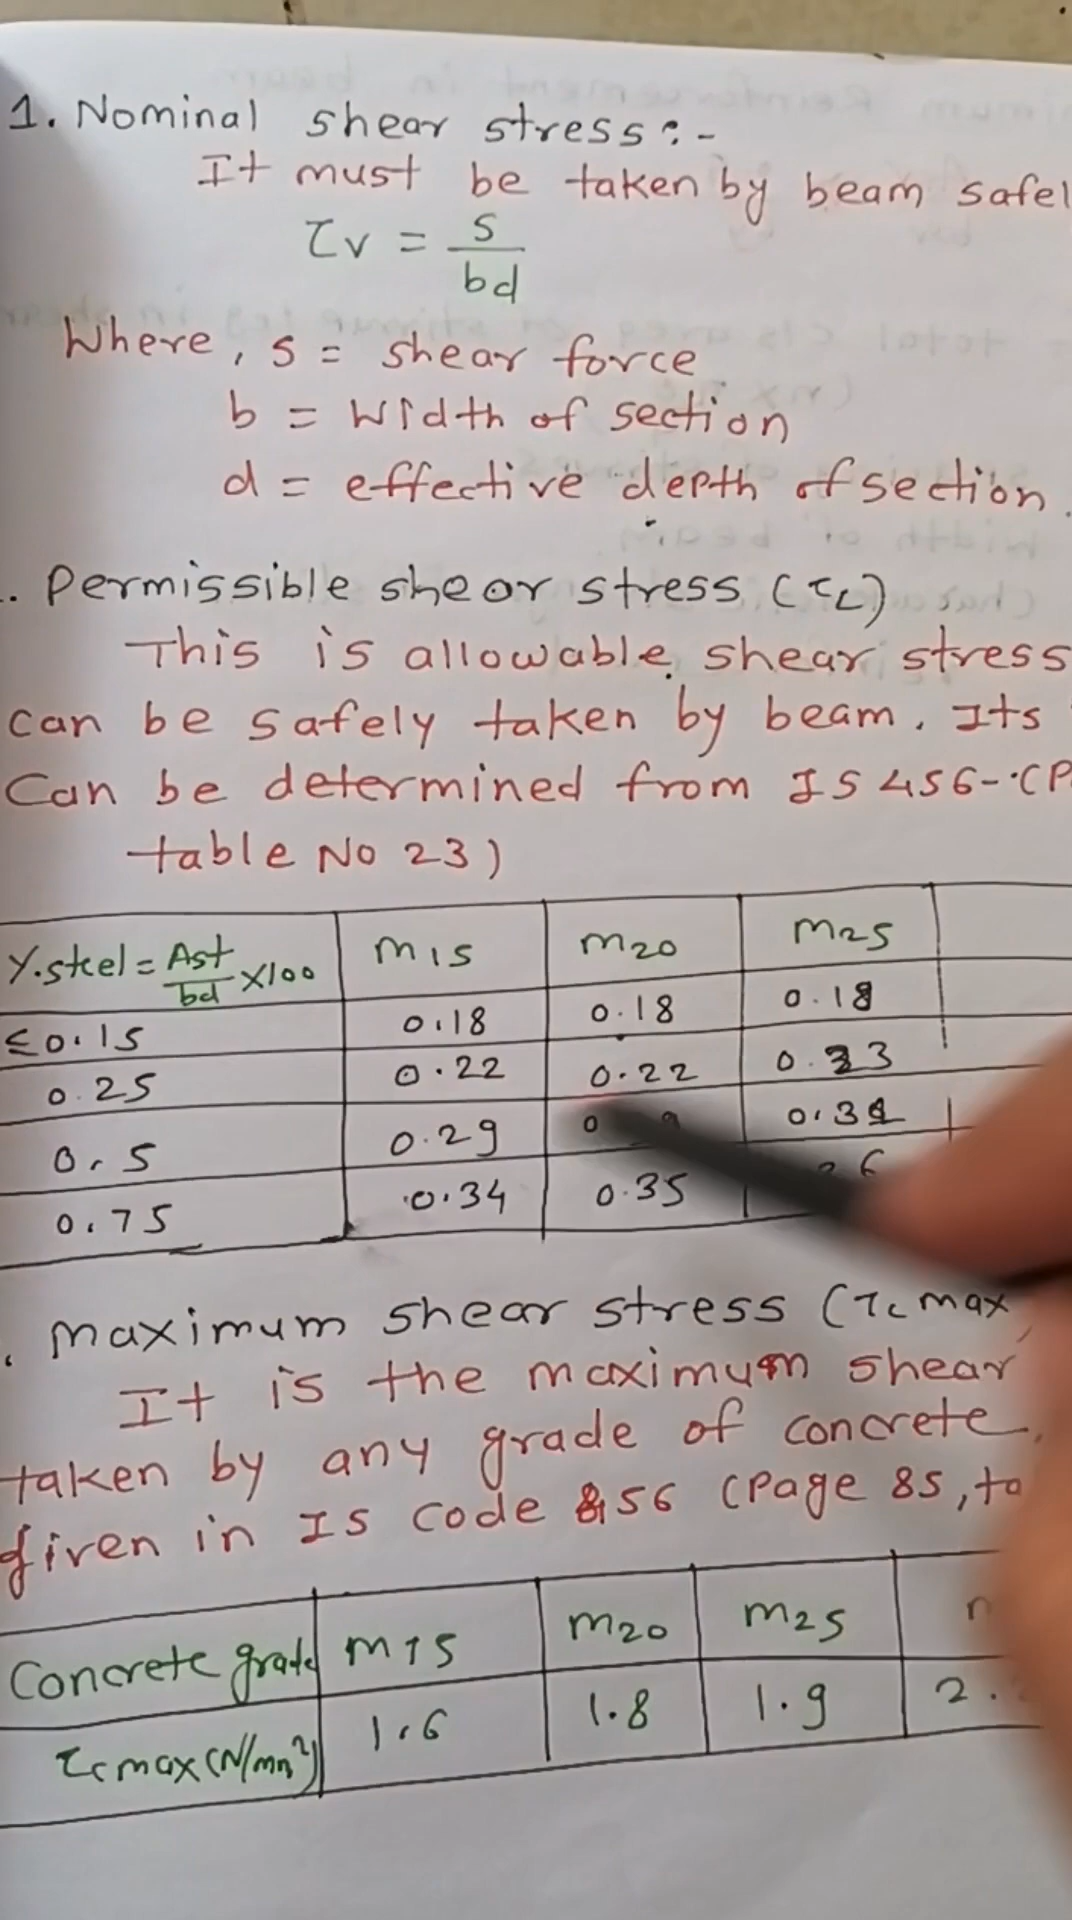 1. Nominal shear stress :-
It must be taken by beam safel
τv = s
bd
Where, s = shear force
b = width of section
d = effective depth of section.
. Permissible shear stress (τc)
This is allowable shear stress
can be safely taken by beam. Its
Can be determined from IS 456-(P
table No 23)
Y.steel = Ast/bd ×100 M15 M20 M25
≤0.15 0.18 0.18 0.18
0.25 0.22 0.22 0.23
0.5 0.29
0.75 0.34 0.35
. Maximum shear stress (τc max
It is the maximum shear
taken by any grade of concrete.
given in IS code 456 (Page 85, ta
Concrete grade M15 M20 M25
τc max (N/mm²) 1.6 1.8 1.9 2.